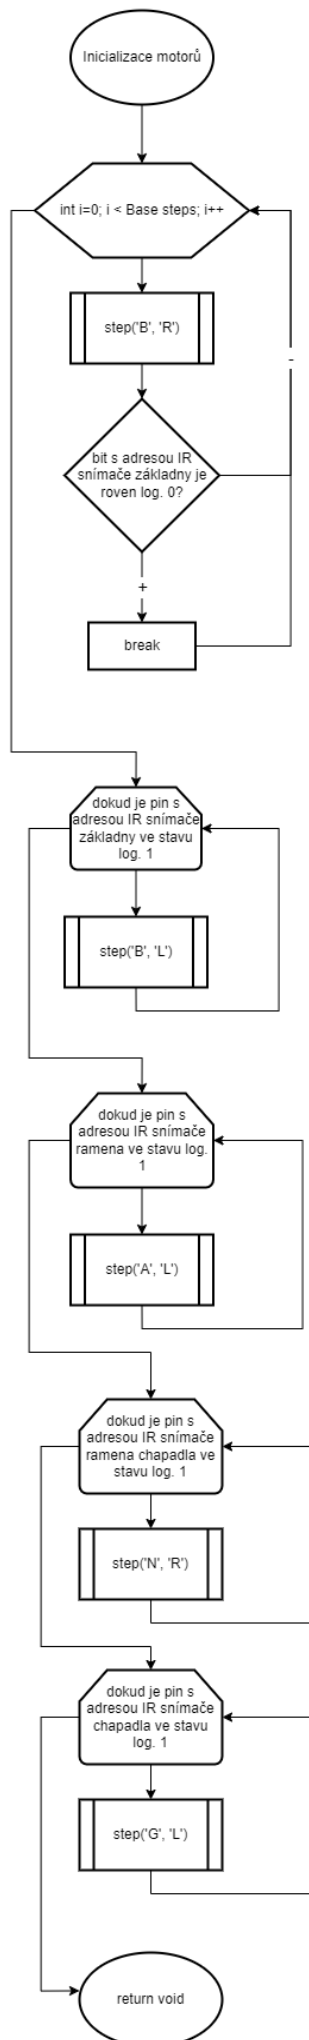 Inicializace motorů
int i=0; i < Base steps; i++
step('B', 'R')
-
bit s adresou IR
snímače základny je
roven log. 0?
+
break
dokud je pin s
adresou IR snímače
základny ve stavu
log. 1
step('B', 'L')
dokud je pin s
adresou IR snímače
ramena ve stavu log.
1
step('A', 'L')
dokud je pin s
adresou IR snímače
ramena chapadla ve
stavu log. 1
step('N', 'R')
dokud je pin s
adresou IR snímače
chapadla ve stavu
log. 1
step('G', 'L')
return void